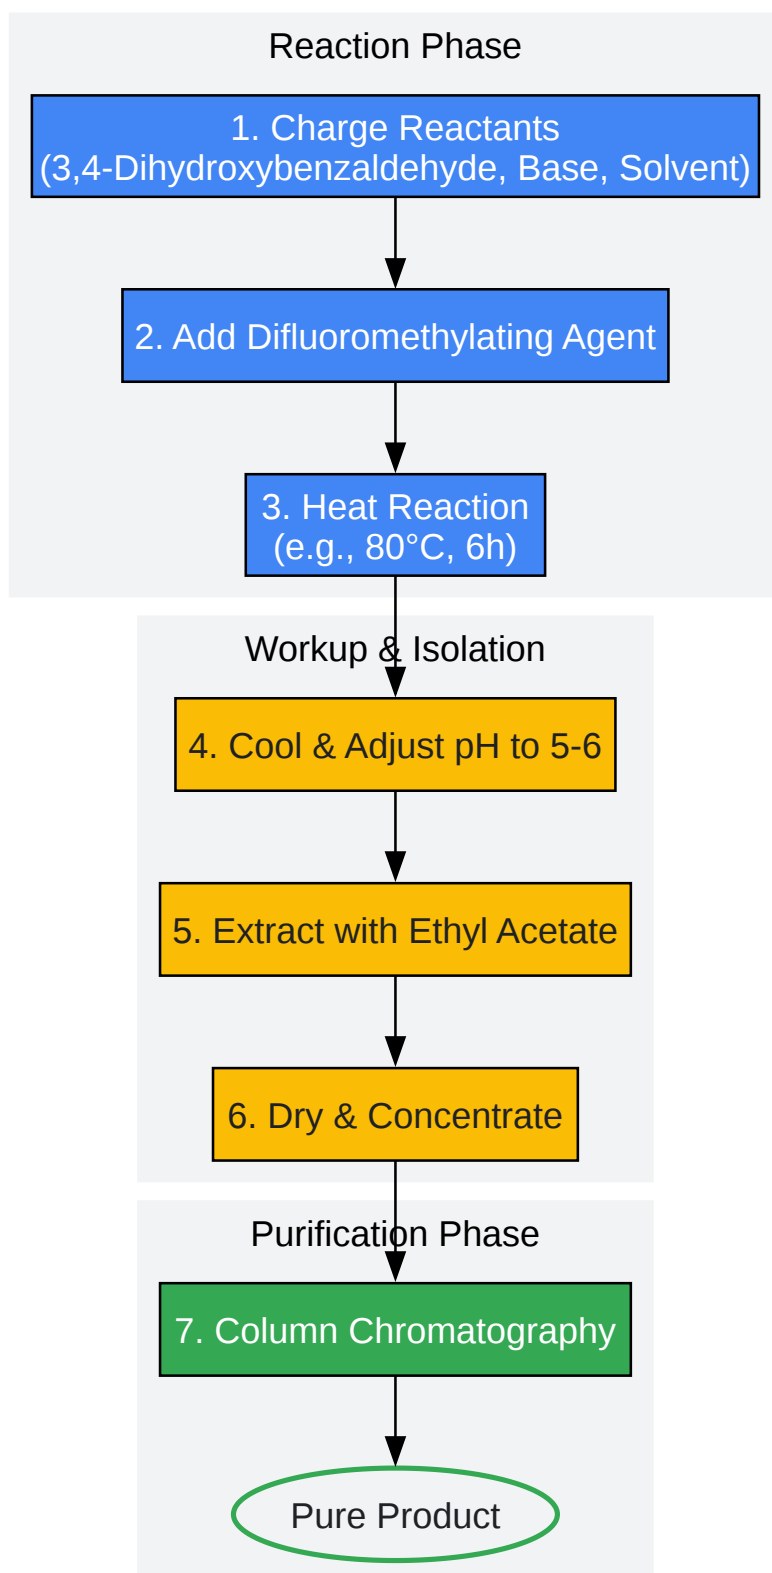 Reaction Phase
1. Charge Reactants
(3,4-Dihydroxybenzaldehyde, Base, Solvent)
2. Add Difluoromethylating Agent
3. Heat Reaction
(e.g., 80°C, 6h)
Workup & Isolation
4. Cool & Adjust pH to 5-6
5. Extract with Ethyl Acetate
6. Dry & Concentrate
Purification Phase
7. Column Chromatography
Pure Product